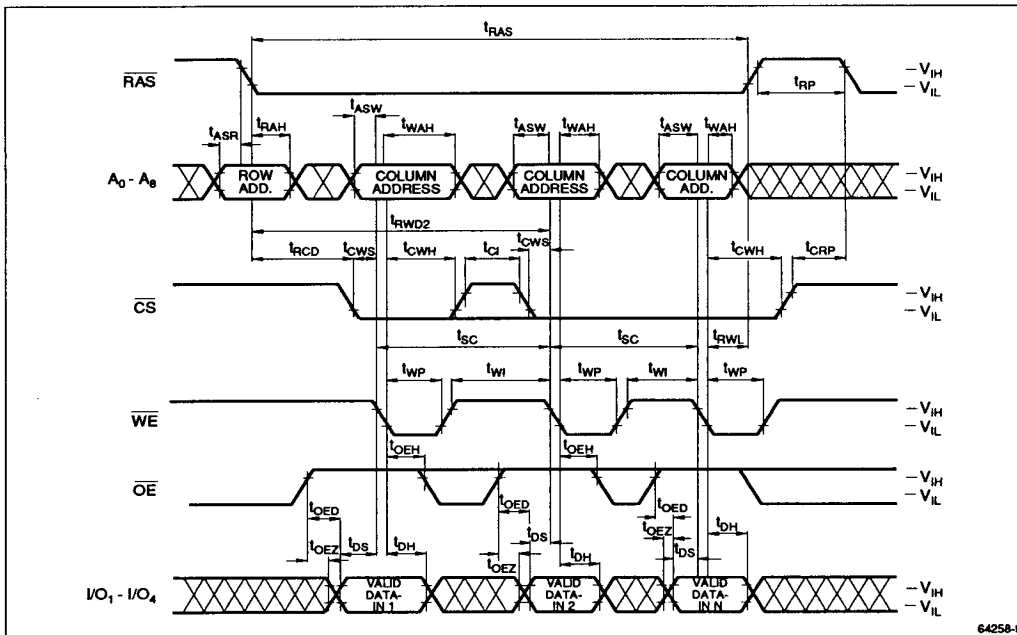 tRAS
RAS
VIH
VIL
tRP
tASW
tASR
tRAH
tWAH
tASW
tWAH
tASW
tWAH
A0 - A8
ROW ADD.
COLUMN ADDRESS
COLUMN ADDRESS
COLUMN ADD.
VIH
VIL
tRWD2
tRCD
tCWS
tCWH
tCI
tCWS
tCWH
tCRP
CS
VIH
VIL
tSC
tSC
tRWL
tWP
tWI
tWP
tWI
tWP
WE
VIH
VIL
tOEH
tOEH
OE
VIH
VIL
tOED
tOED
tOED
tOEZ
tDS
tDH
tOEZ
tDS
tDH
tOEZ
tDS
tDH
I/O1 - I/O4
VALID DATA-IN 1
VALID DATA-IN 2
VALID DATA-IN N
VIH
VIL